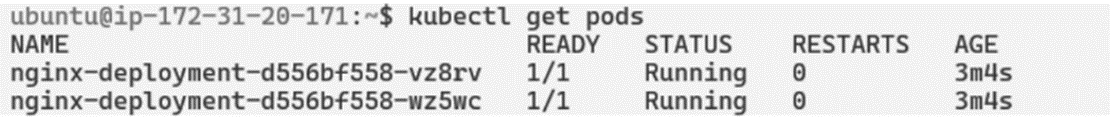 ubuntu@ip-172-31-20-171:~$ kubectl get pods
NAME READY STATUS RESTARTS AGE
nginx-deployment-d556bf558-vz8rv 1/1 Running 0 3m4s
nginx-deployment-d556bf558-wz5wc 1/1 Running 0 3m4s